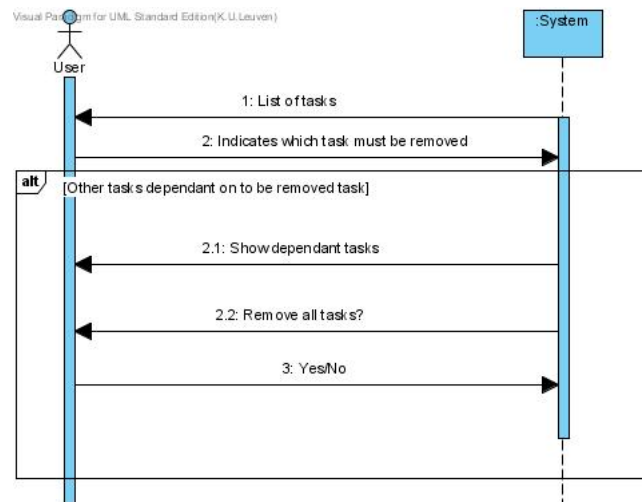 Visual Paradigm for UML Standard Edition(K.U.Leuven)
:System
User
1: List of tasks
2: Indicates which task must be removed
alt
[Other tasks dependant on to be removed task]
2.1: Show dependant tasks
2.2: Remove all tasks?
3: Yes/No